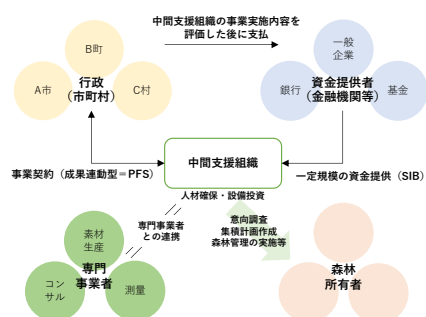 中間支援組織の事業実施内容を
評価した後に支払
B町
A市
C村
行政
（市町村）
一般
企業
銀行
基金
資金提供者
（金融機関等）
中間支援組織
事業契約（成果連動型＝PFS）
一定規模の資金提供（SIB）
人材確保・設備投資
専門事業者
との連携
意向調査
集積計画作成
森林管理の実施等
素材
生産
専門
事業者
コン
サル
測量
森林
所有者